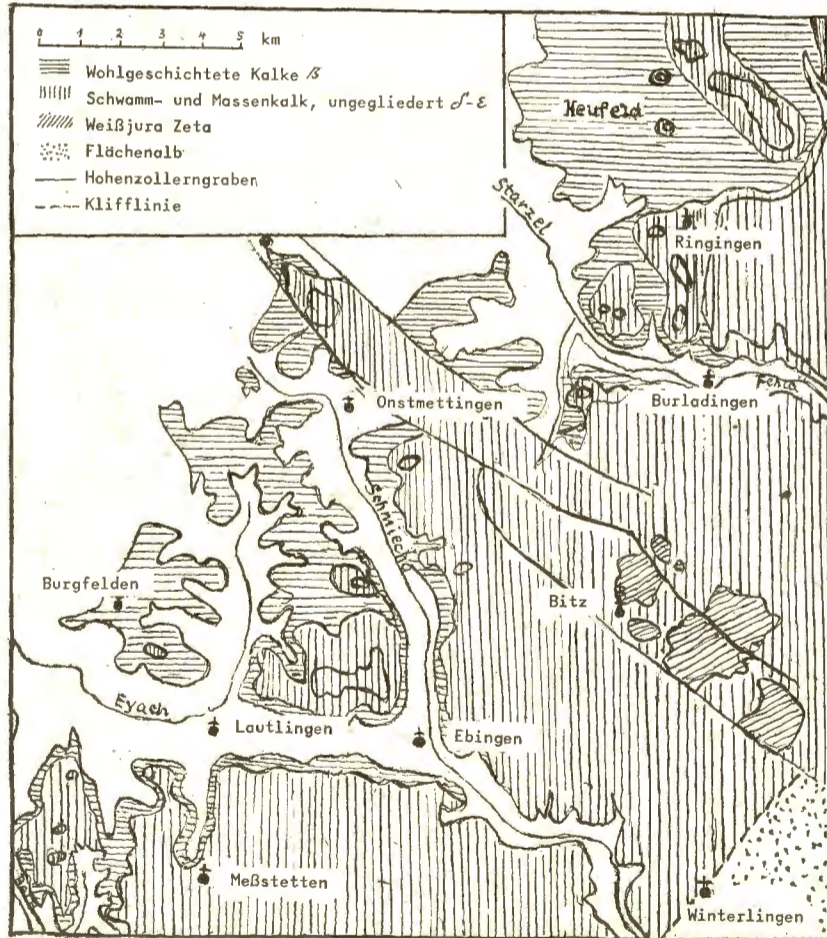 0 1 2 3 4 5 km
Wohlgeschichtete Kalke ß
Schwamm- und Massenkalk, ungegliedert δ-ε
Weißjura Zeta
Flächenalb
Hohenzollerngraben
Klifflinie
Heufeld
Starzel
Ringingen
Fehla
Onstmettingen
Burladingen
Schmiech
Burgfelden
Bitz
Eyach
Lautlingen
Ebingen
Meßstetten
Winterlingen